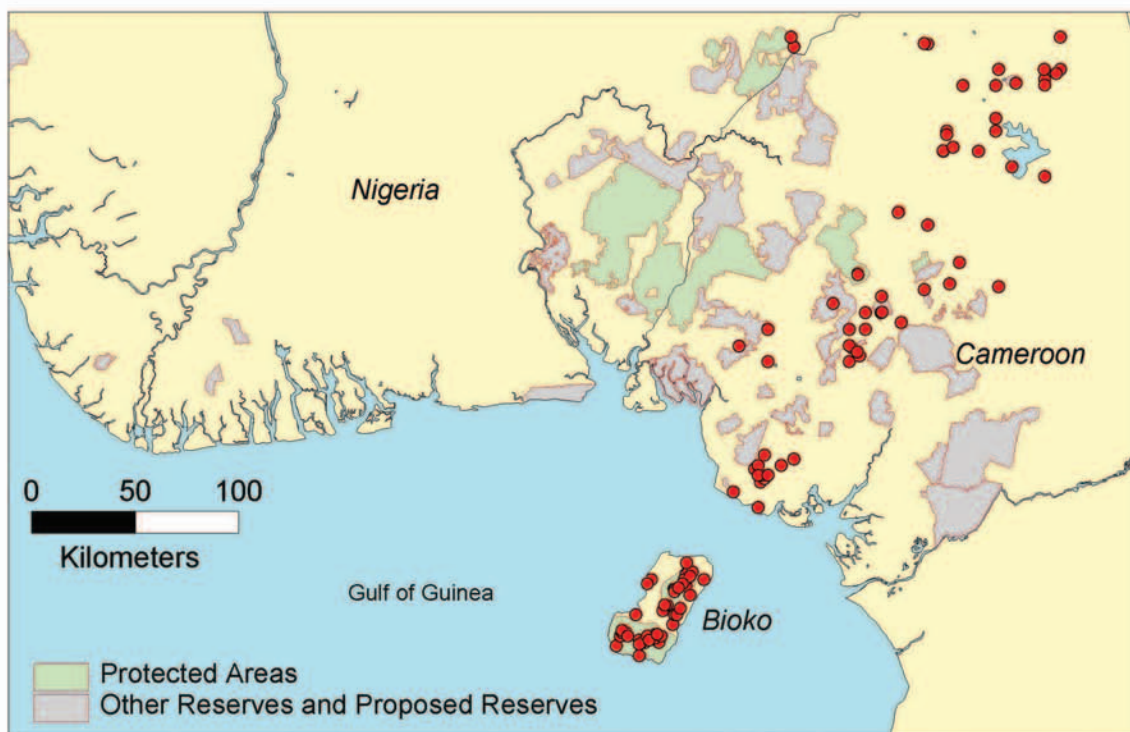 Nigeria
Cameroon
0 50 100
Kilometers
Gulf of Guinea
Bioko
Protected Areas
Other Reserves and Proposed Reserves